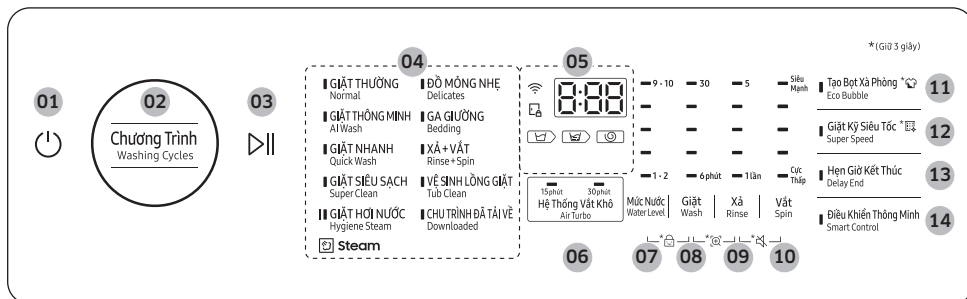 *(Giữ 3 giây)
01
02
03
04
05
Chương Trình
Washing Cycles
GIẶT THƯỜNG
Normal
ĐỒ MỎNG NHẸ
Delicates
GIẶT THÔNG MINH
AI Wash
GA GIƯỜNG
Bedding
GIẶT NHANH
Quick Wash
XẢ+VẮT
Rinse+Spin
GIẶT SIÊU SẠCH
Super Clean
VỆ SINH LỒNG GIẶT
Tub Clean
GIẶT HƠI NƯỚC
Hygiene Steam
CHU TRÌNH ĐÃ TẢI VỀ
Downloaded
Steam
8:88
15phút 30phút
Hệ Thống Vắt Khô
Air Turbo
06
9・10 30 5 Siêu Mạnh
1・2 6phút 1lần Cực Thấp
Mức Nước
Water Level
Giặt
Wash
Xả
Rinse
Vắt
Spin
* * *
07 08 09 10
Tạo Bọt Xà Phòng *
Eco Bubble
11
Giặt Kỹ Siêu Tốc *
Super Speed
12
Hẹn Giờ Kết Thúc
Delay End
13
Điều Khiển Thông Minh
Smart Control
14